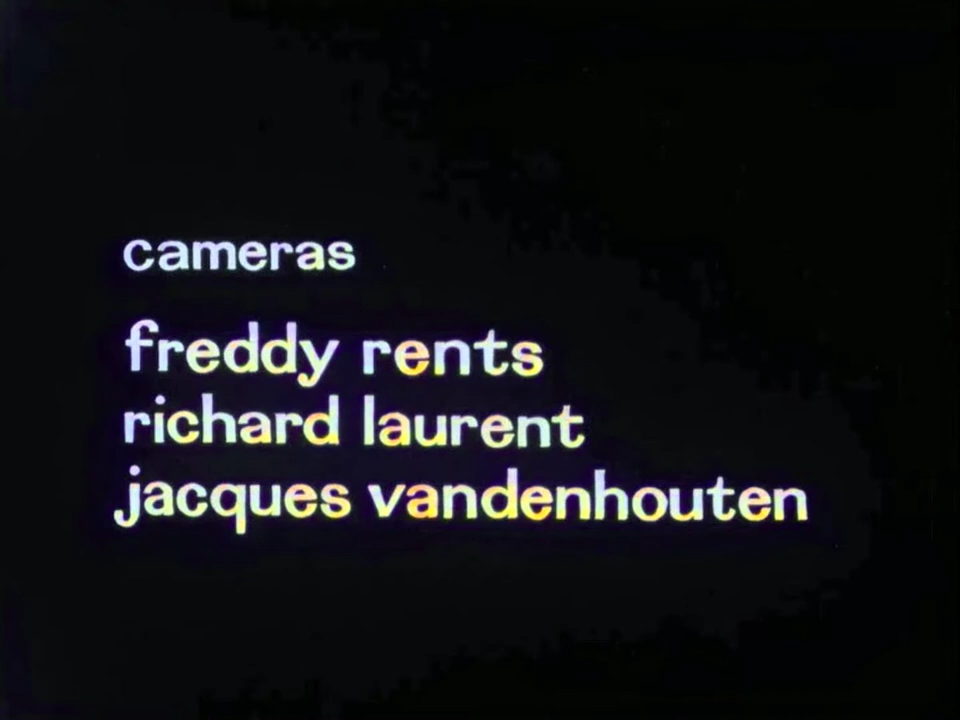 cameras
freddy rents
richard laurent
jacques vandenhouten